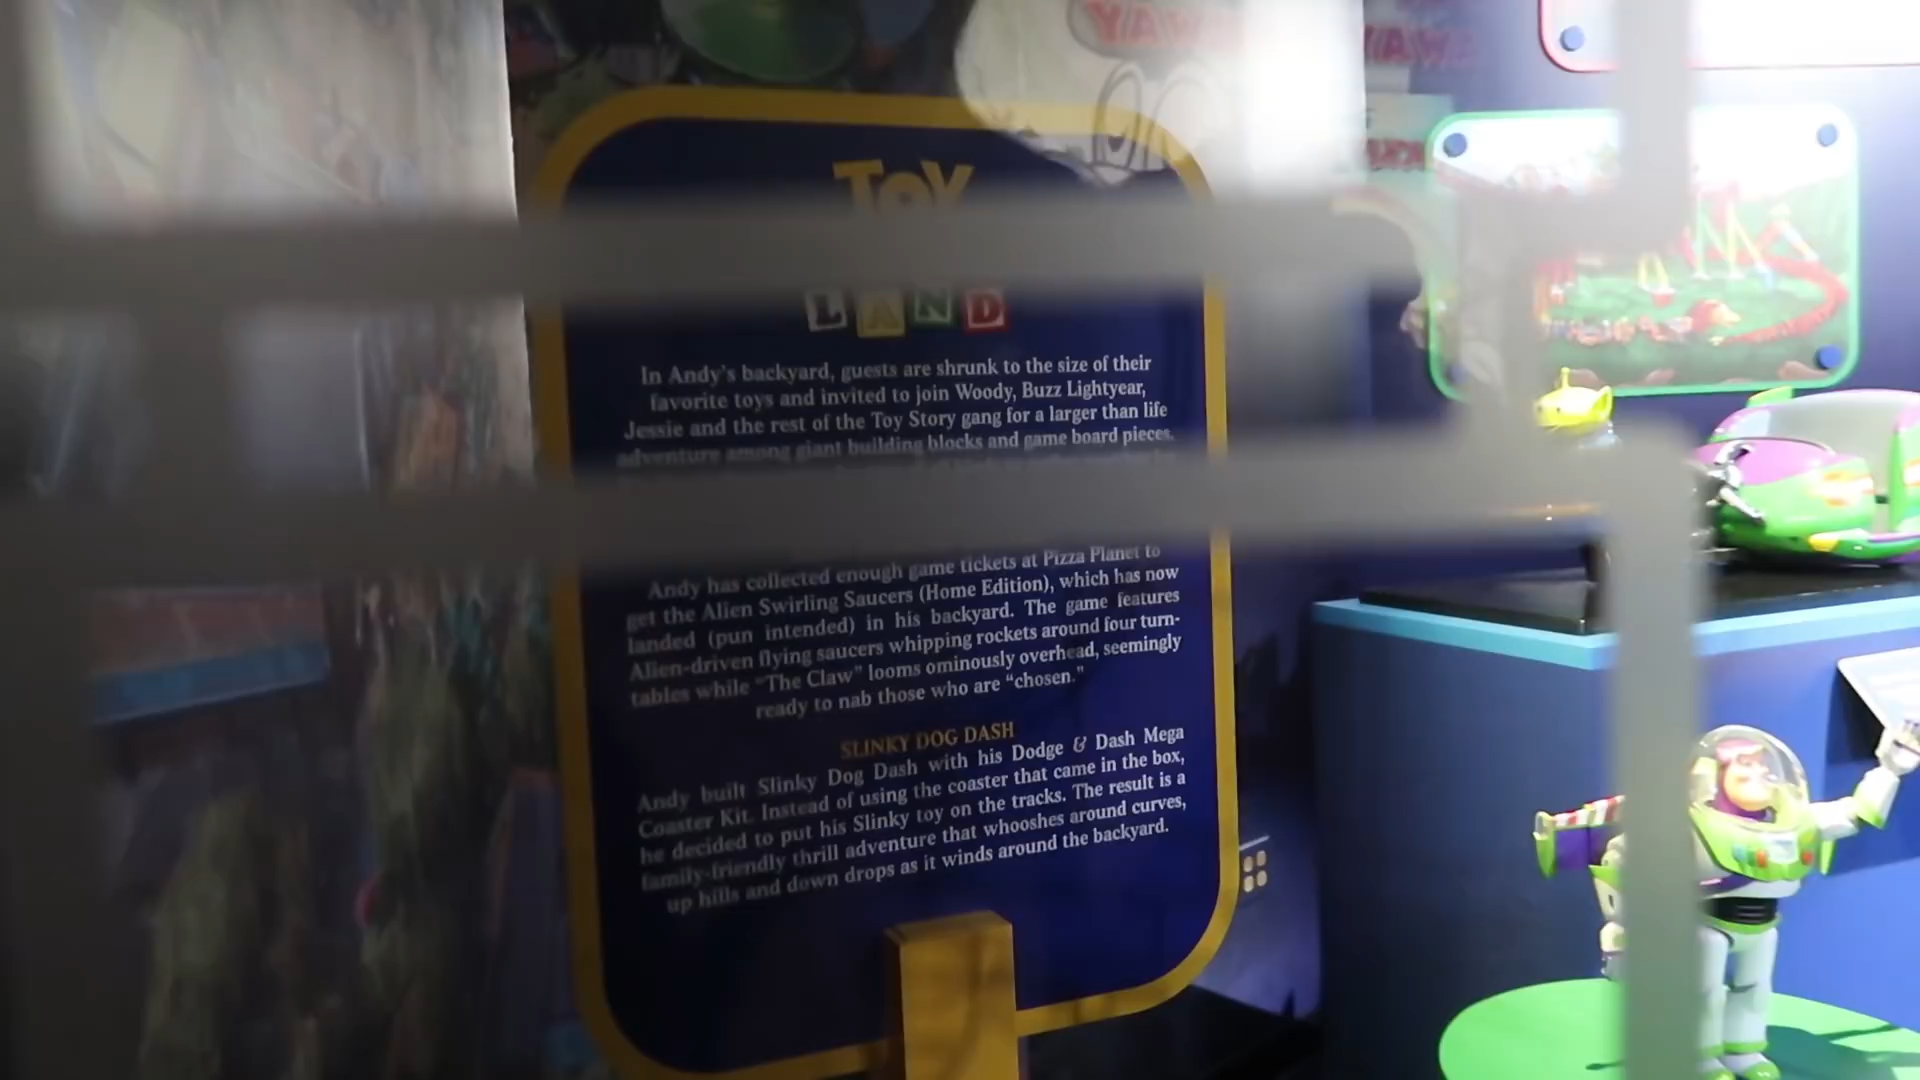 TOY
LAND
In Andy's backyard, guests are shrunk to the size of their
favorite toys and invited to join Woody, Buzz Lightyear,
Jessie and the rest of the Toy Story gang for a larger than life
adventure among giant building blocks and game board pieces.
Andy has collected enough game tickets at Pizza Planet to
get the Alien Swirling Saucers (Home Edition), which has now
landed (pun intended) in his backyard. The game features
Alien-driven flying saucers whipping rockets around four turn-
tables while "The Claw" looms ominously overhead, seemingly
ready to nab those who are "chosen."
SLINKY DOG DASH
Andy built Slinky Dog Dash with his Dodge & Dash Mega
Coaster Kit. Instead of using the coaster that came in the box,
he decided to put his Slinky toy on the tracks. The result is a
family-friendly thrill adventure that whooshes around curves,
up hills and down drops as it winds around the backyard.